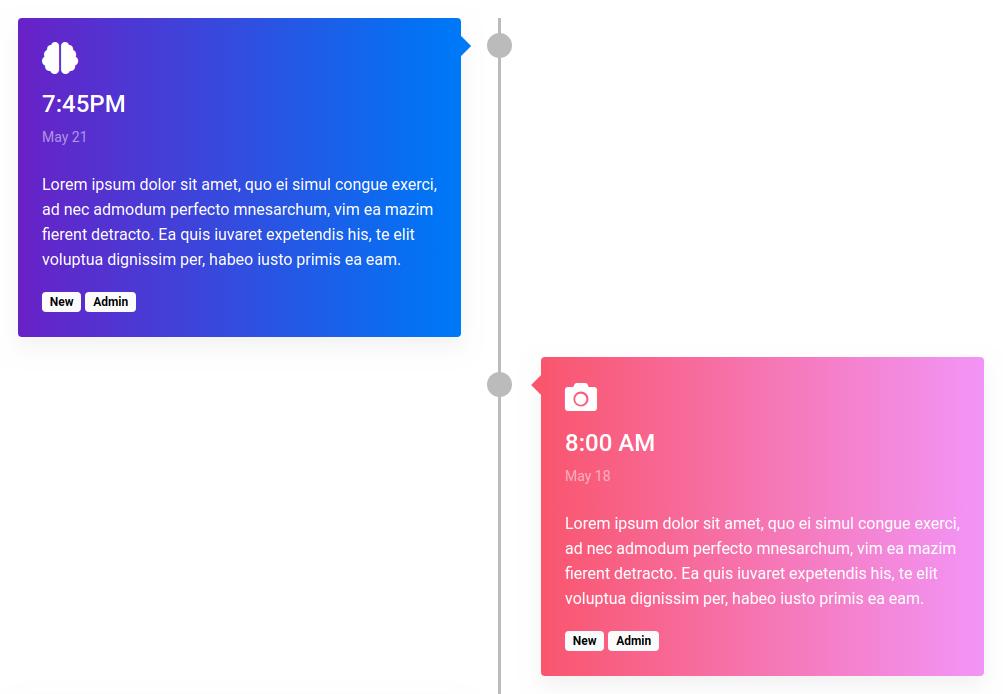 7:45PM
May 21
Lorem ipsum dolor sit amet, quo ei simul congue exerci,
ad nec admodum perfecto mnesarchum, vim ea mazim
fierent detracto. Ea quis iuvaret expetendis his, te elit
voluptua dignissim per, habeo iusto primis ea eam.
New Admin
8:00 AM
May 18
Lorem ipsum dolor sit amet, quo ei simul congue exerci,
ad nec admodum perfecto mnesarchum, vim ea mazim
fierent detracto. Ea quis iuvaret expetendis his, te elit
voluptua dignissim per, habeo iusto primis ea eam.
New Admin